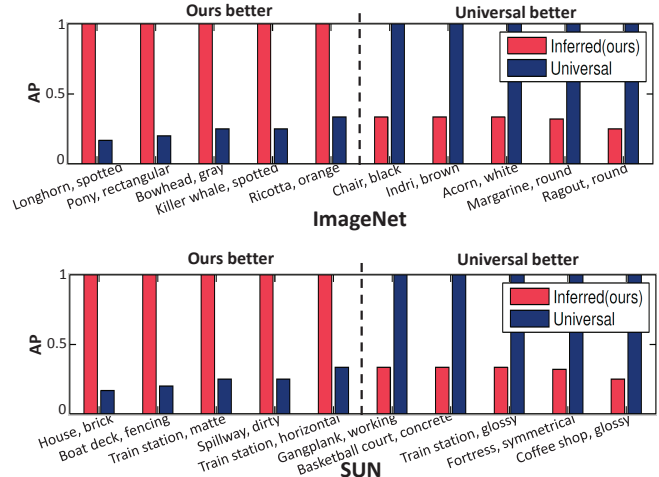 Ours better
Universal better
1
0.5
0
AP
Inferred(ours)
Universal
Longhorn, spotted
Pony, rectangular
Bowhead, gray
Killer whale, spotted
Ricotta, orange
Chair, black
Indri, brown
Acorn, white
Margarine, round
Ragout, round
ImageNet
Ours better
Universal better
1
0.5
0
AP
Inferred(ours)
Universal
House, brick
Boat deck, fencing
Train station, matte
Spillway, dirty
Train station, horizontal
Gangplank, working
Basketball court, concrete
Train station, glossy
Fortress, symmetrical
Coffee shop, glossy
SUN